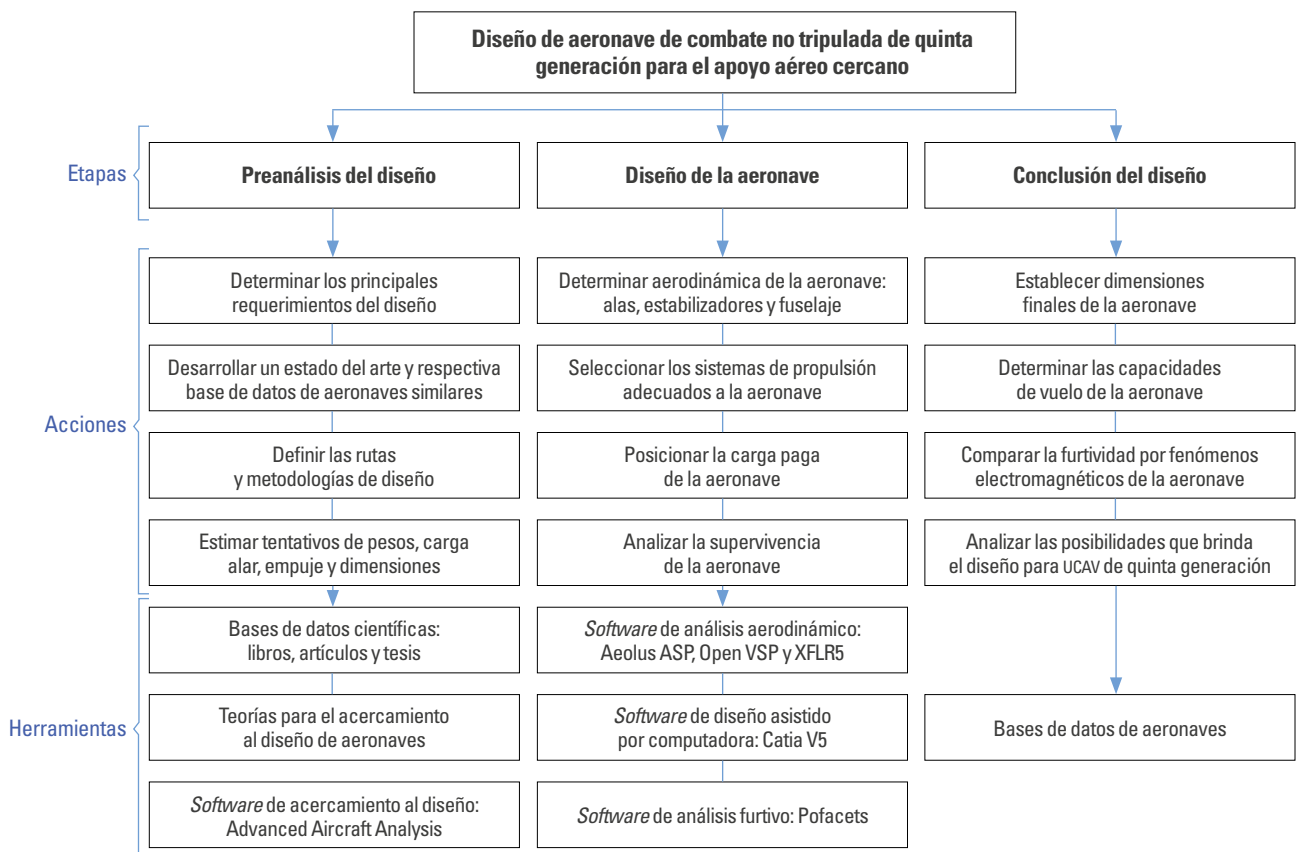 Diseño de aeronave de combate no tripulada de quinta
generación para el apoyo aéreo cercano
Etapas
Preanálisis del diseño
Diseño de la aeronave
Conclusión del diseño
Acciones
Determinar los principales
requerimientos del diseño
Determinar aerodinámica de la aeronave:
alas, estabilizadores y fuselaje
Establecer dimensiones
finales de la aeronave
Desarrollar un estado del arte y respectiva
base de datos de aeronaves similares
Seleccionar los sistemas de propulsión
adecuados a la aeronave
Determinar las capacidades
de vuelo de la aeronave
Definir las rutas
y metodologías de diseño
Posicionar la carga paga
de la aeronave
Comparar la furtividad por fenómenos
electromagnéticos de la aeronave
Estimar tentativos de pesos, carga
alar, empuje y dimensiones
Analizar la supervivencia
de la aeronave
Analizar las posibilidades que brinda
el diseño para UCAV de quinta generación
Herramientas
Bases de datos científicas:
libros, artículos y tesis
Software de análisis aerodinámico:
Aeolus ASP, Open VSP y XFLR5
Teorías para el acercamiento
al diseño de aeronaves
Software de diseño asistido
por computadora: Catia V5
Bases de datos de aeronaves
Software de acercamiento al diseño:
Advanced Aircraft Analysis
Software de análisis furtivo: Pofacets